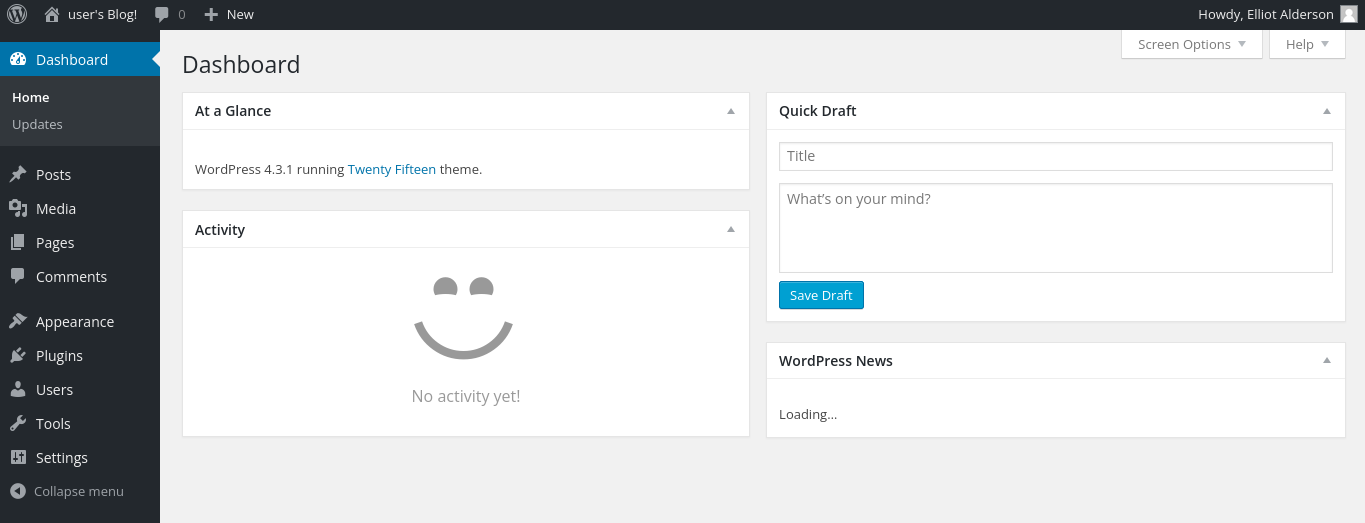 user's Blog! 0 New Howdy, Elliot Alderson
Screen Options Help
Dashboard
Home
Updates
Posts
Media
Pages
Comments
Appearance
Plugins
Users
Tools
Settings
Collapse menu
Dashboard
At a Glance
WordPress 4.3.1 running Twenty Fifteen theme.
Activity
No activity yet!
Quick Draft
Title
What's on your mind?
Save Draft
WordPress News
Loading...